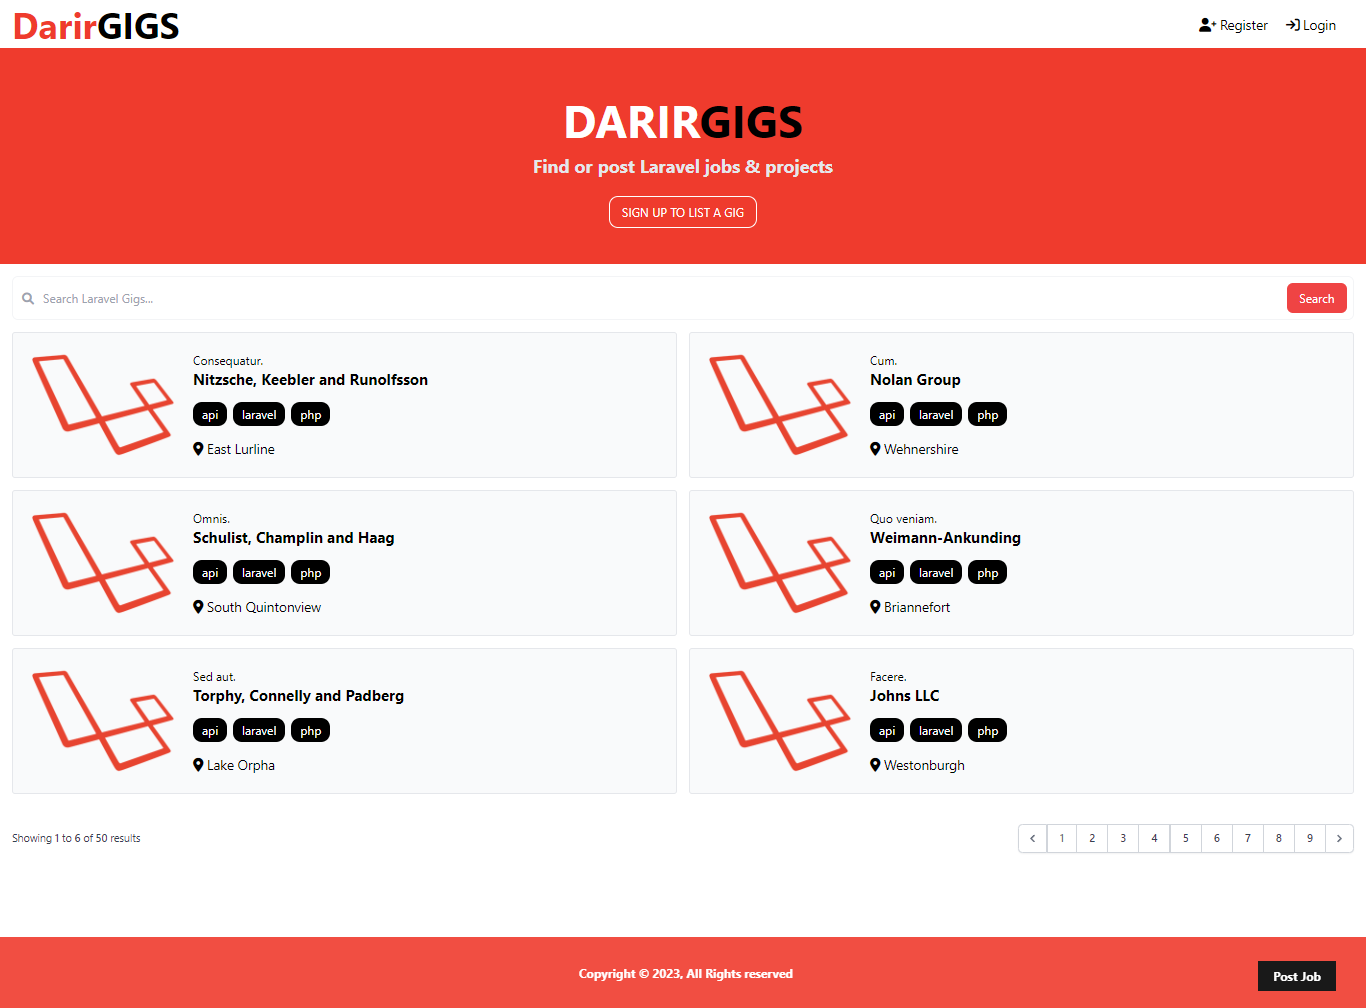 DarirGIGS
Register
Login
DARIRGIGS
Find or post Laravel jobs & projects
SIGN UP TO LIST A GIG
Search Laravel Gigs...
Search
Consequatur.
Nitzsche, Keebler and Runolfsson
api laravel php
East Lurline
Cum.
Nolan Group
api laravel php
Wehnershire
Omnis.
Schulist, Champlin and Haag
api laravel php
South Quintonview
Quo veniam.
Weimann-Ankunding
api laravel php
Briannefort
Sed aut.
Torphy, Connelly and Padberg
api laravel php
Lake Orpha
Facere.
Johns LLC
api laravel php
Westonburgh
Showing 1 to 6 of 50 results
1 2 3 4 5 6 7 8 9
Copyright © 2023, All Rights reserved
Post Job